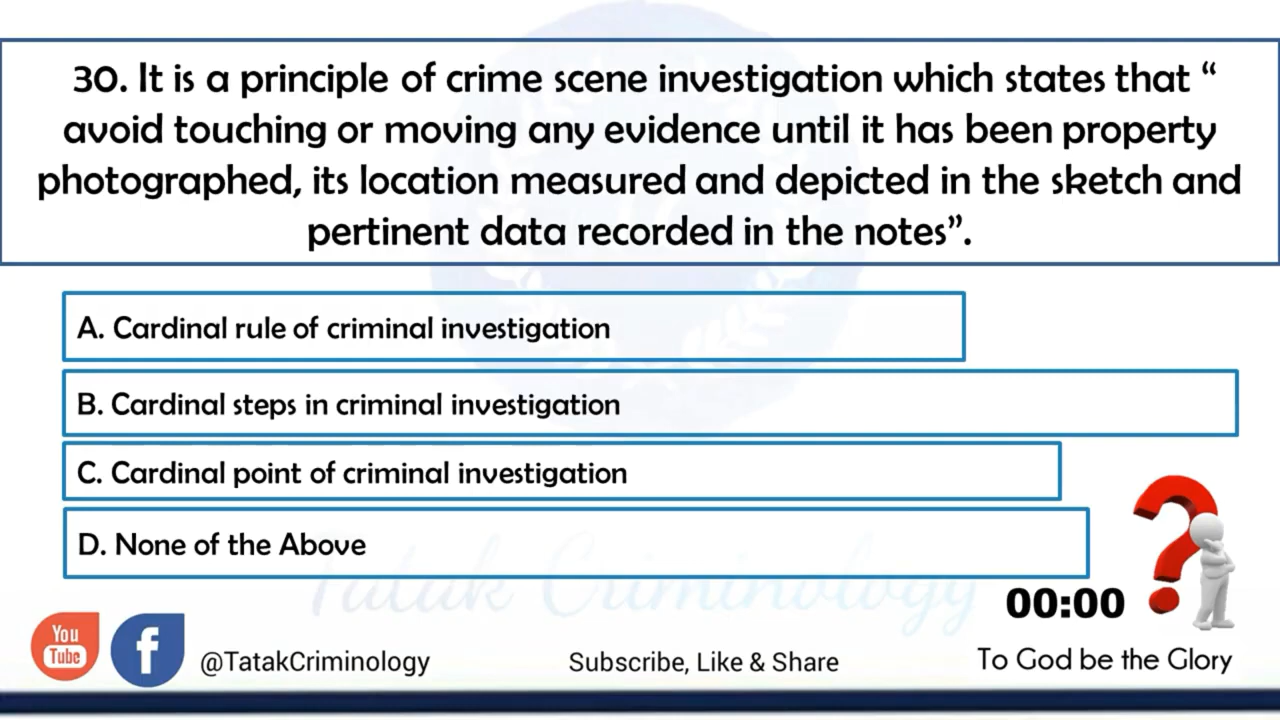 30. It is a principle of crime scene investigation which states that “
avoid touching or moving any evidence until it has been property
photographed, its location measured and depicted in the sketch and
pertinent data recorded in the notes”.
A. Cardinal rule of criminal investigation
B. Cardinal steps in criminal investigation
C. Cardinal point of criminal investigation
D. None of the Above
Tatak Criminology
00:00
You
Tube
f
@TatakCriminology
Subscribe, Like & Share
To God be the Glory